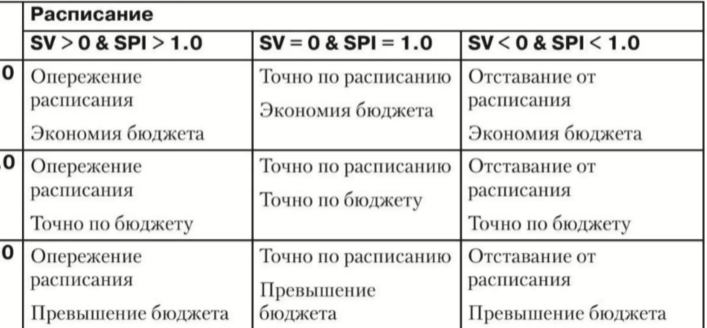 Расписание
SV > 0 & SPI > 1.0
SV = 0 & SPI = 1.0
SV < 0 & SPI < 1.0
0
Опережение
расписания
Экономия бюджета
Точно по расписанию
Экономия бюджета
Отставание от
расписания
Экономия бюджета
.0
Опережение
расписания
Точно по бюджету
Точно по расписанию
Точно по бюджету
Отставание от
расписания
Точно по бюджету
0
Опережение
расписания
Превышение бюджета
Точно по расписанию
Превышение
бюджета
Отставание от
расписания
Превышение бюджета